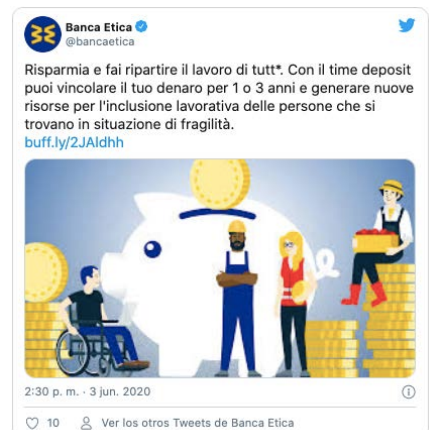 Banca Etica
@bancaetica
Risparmia e fai ripartire il lavoro di tutt*. Con il time deposit
puoi vincolare il tuo denaro per 1 o 3 anni e generare nuove
risorse per l'inclusione lavorativa delle persone che si
trovano in situazione di fragilità.
buff.ly/2JAldhh
2:30 p. m. · 3 jun. 2020
10 Ver los otros Tweets de Banca Etica